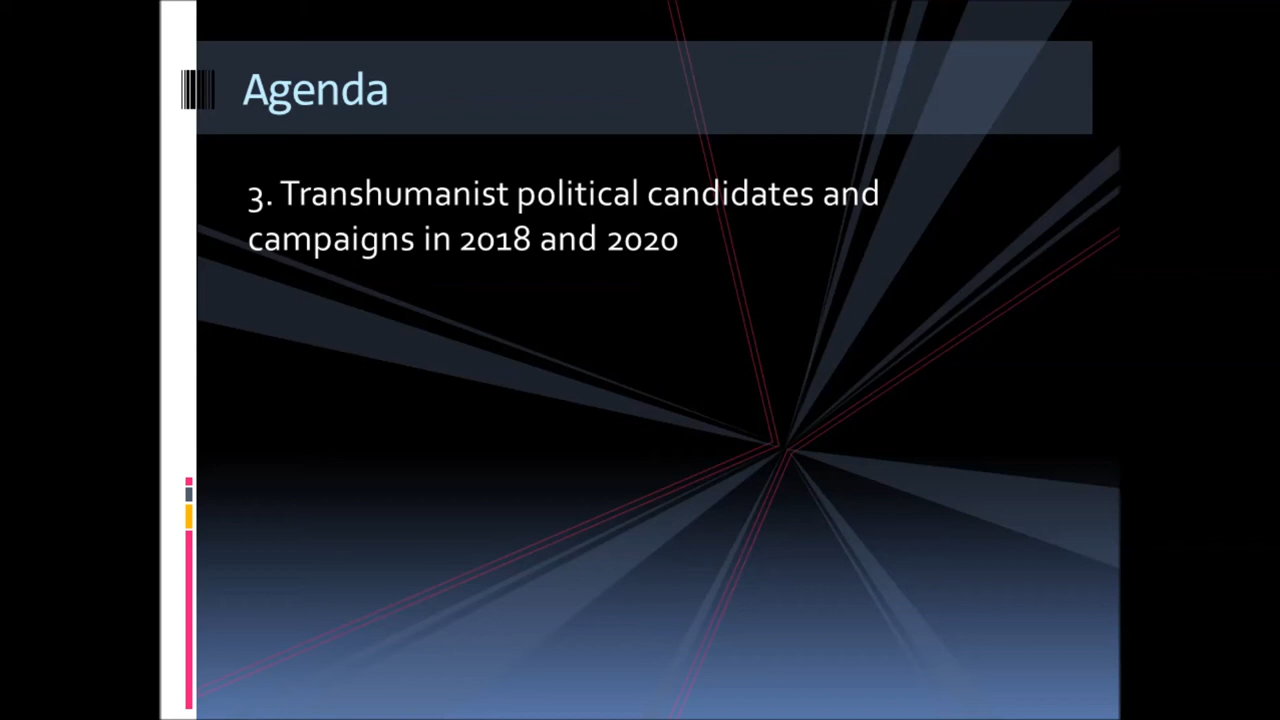 Agenda
3. Transhumanist political candidates and
campaigns in 2018 and 2020